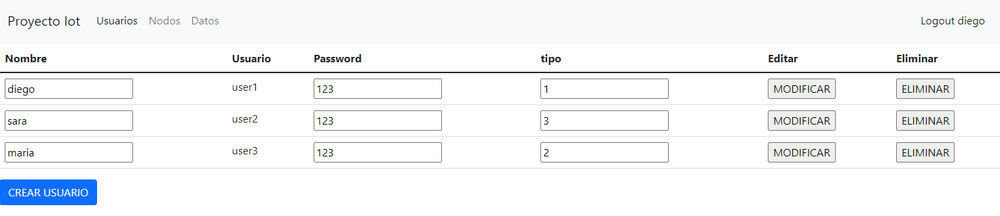 Proyecto Iot Usuarios Nodos Datos Logout diego
Nombre Usuario Password tipo Editar Eliminar
diego user1 123 1 MODIFICAR ELIMINAR
sara user2 123 3 MODIFICAR ELIMINAR
maria user3 123 2 MODIFICAR ELIMINAR
CREAR USUARIO